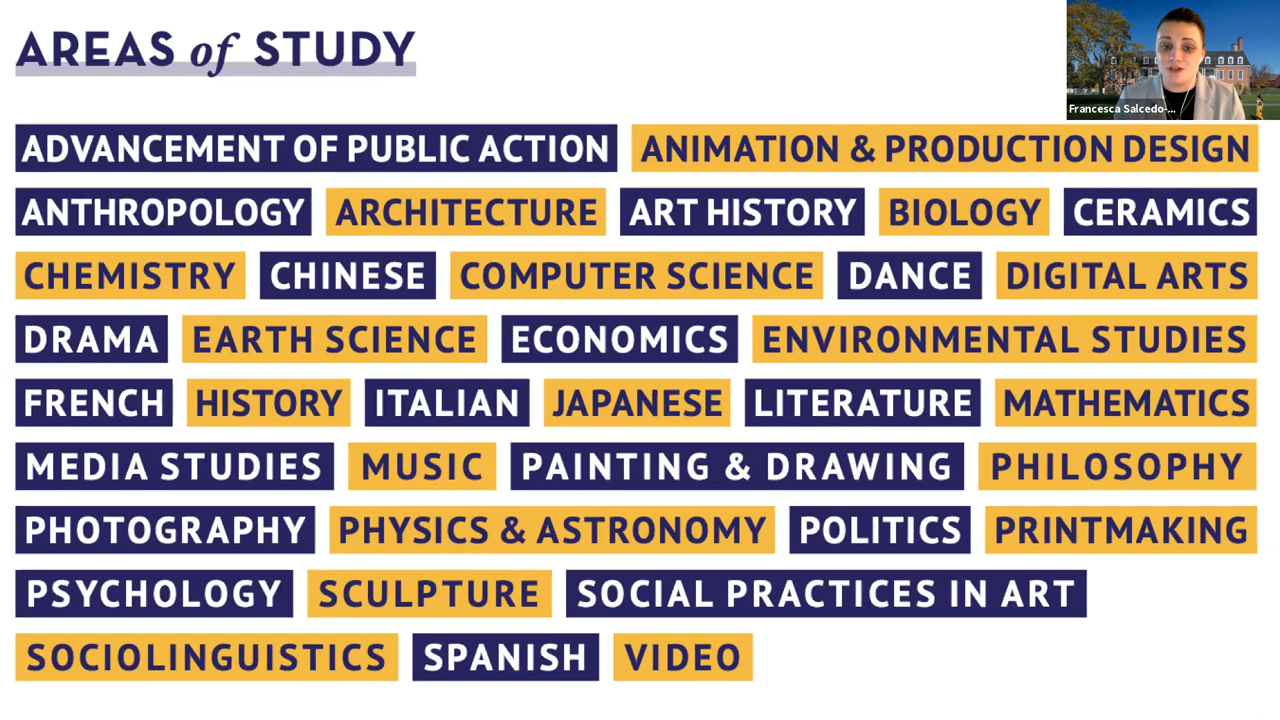 AREAS of STUDY
Francesca Salcedo-...
ADVANCEMENT OF PUBLIC ACTION ANIMATION & PRODUCTION DESIGN
ANTHROPOLOGY ARCHITECTURE ART HISTORY BIOLOGY CERAMICS
CHEMISTRY CHINESE COMPUTER SCIENCE DANCE DIGITAL ARTS
DRAMA EARTH SCIENCE ECONOMICS ENVIRONMENTAL STUDIES
FRENCH HISTORY ITALIAN JAPANESE LITERATURE MATHEMATICS
MEDIA STUDIES MUSIC PAINTING & DRAWING PHILOSOPHY
PHOTOGRAPHY PHYSICS & ASTRONOMY POLITICS PRINTMAKING
PSYCHOLOGY SCULPTURE SOCIAL PRACTICES IN ART
SOCIOLINGUISTICS SPANISH VIDEO